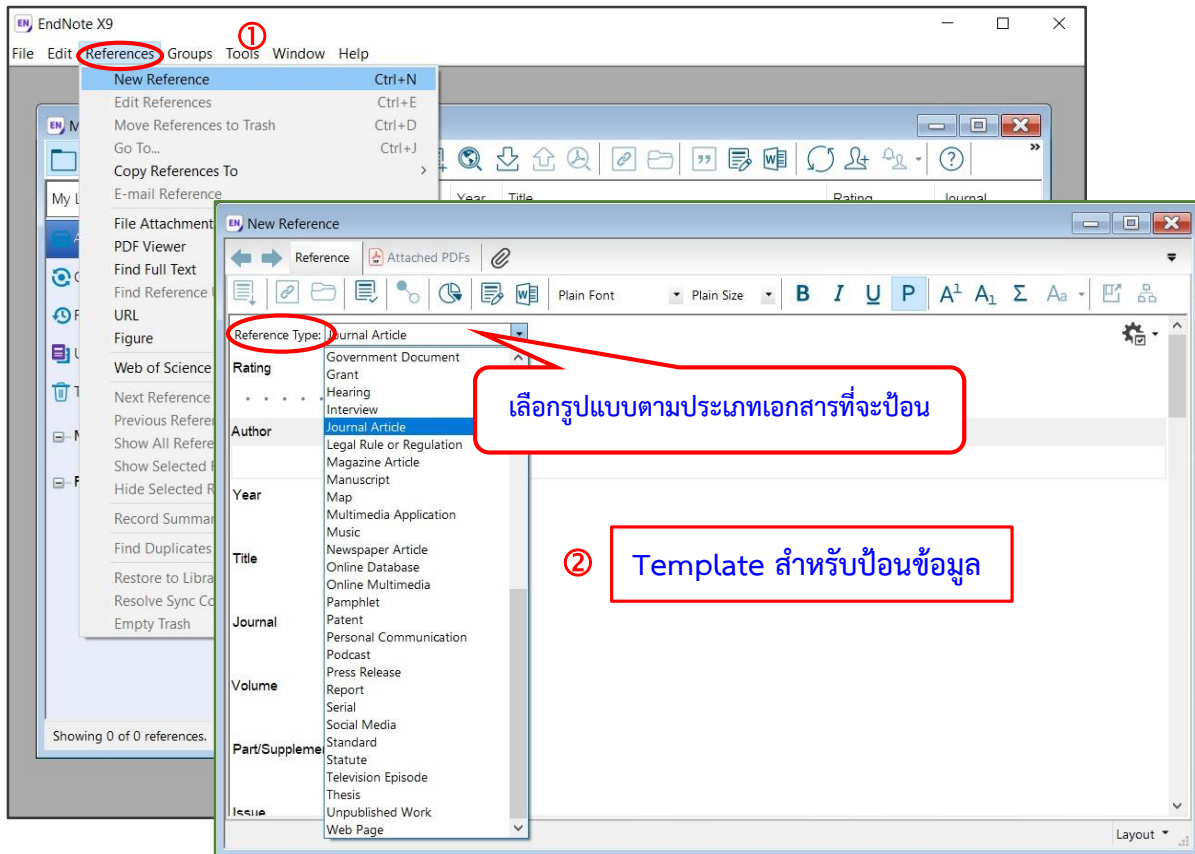 EndNote X9
File Edit References Groups Tools Window Help
①
New Reference Ctrl+N
Edit References Ctrl+E
Move References to Trash Ctrl+D
Go To... Ctrl+J
Copy References To
E-mail Reference
File Attachment
PDF Viewer
Find Full Text
Find Reference
URL
Figure
Web of Science
Next Reference
Previous Referen
Show All Refere
Show Selected
Hide Selected R
Record Summar
Find Duplicates
Restore to Libra
Resolve Sync Co
Empty Trash
My L
Year Title Rating Journal
Showing 0 of 0 references.
New Reference
Reference Attached PDFs
Plain Font Plain Size B I U P A¹ A₁ Σ Aa
Reference Type: Journal Article
Rating
Author
Year
Title
Journal
Volume
Part/Supplemen
Issue
Government Document
Grant
Hearing
Interview
Journal Article
Legal Rule or Regulation
Magazine Article
Manuscript
Map
Multimedia Application
Music
Newspaper Article
Online Database
Online Multimedia
Pamphlet
Patent
Personal Communication
Podcast
Press Release
Report
Serial
Social Media
Standard
Statute
Television Episode
Thesis
Unpublished Work
Web Page
เลือกรูปแบบตามประเภทเอกสารที่จะป้อน
② Template สำหรับป้อนข้อมูล
Layout